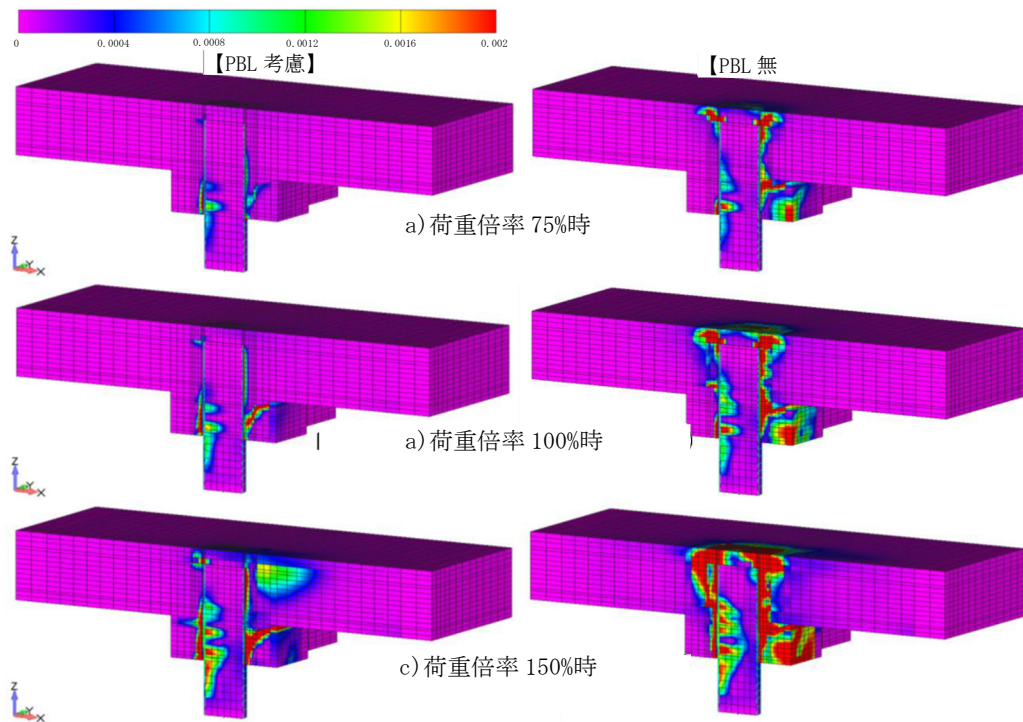 0 0.0004 0.0008 0.0012 0.0016 0.002
【PBL 考慮】 【PBL 無
a)荷重倍率 75%時
Z Y X
a)荷重倍率 100%時
Z Y X
c)荷重倍率 150%時
Z Y X